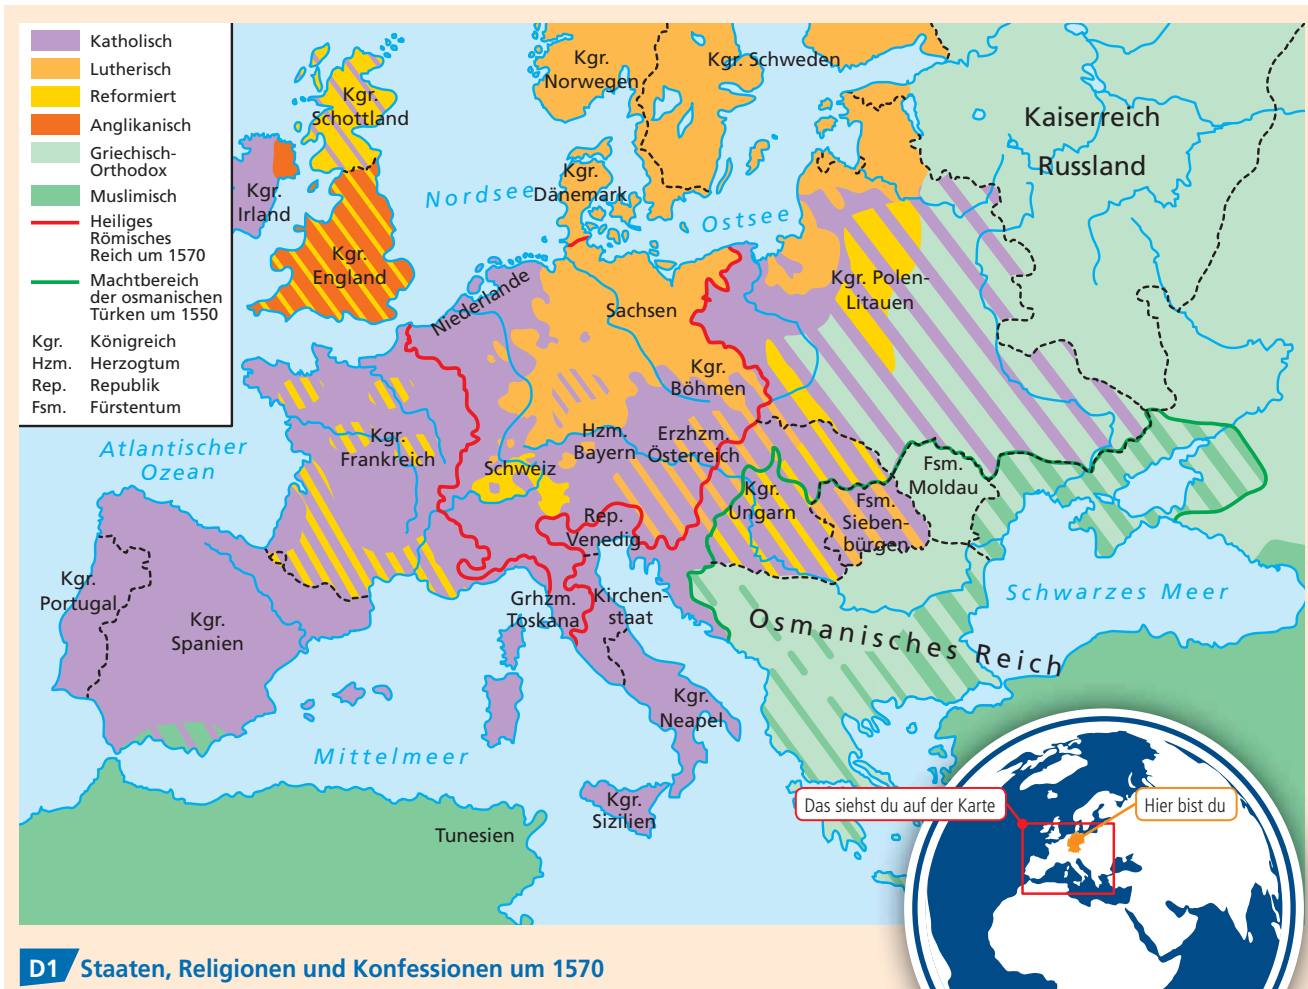 Katholisch
Lutherisch
Reformiert
Anglikanisch
Griechisch-
Orthodox
Muslimisch
Heiliges
Römisches
Reich um 1570
Machtbereich
der osmanischen
Türken um 1550
Kgr. Königreich
Hzm. Herzogtum
Rep. Republik
Fsm. Fürstentum
Kgr.
Schottland
Kgr.
Irland
Kgr.
England
Nordsee
Kgr.
Norwegen
Kgr. Schweden
Kgr.
Dänemark
Ostsee
Kaiserreich
Russland
Niederlande
Sachsen
Kgr. Polen-
Litauen
Kgr.
Böhmen
Atlantischer
Ozean
Kgr.
Frankreich
Schweiz
Hzm.
Bayern
Erzhzm.
Österreich
Kgr.
Ungarn
Fsm.
Moldau
Fsm.
Sieben-
bürgen
Rep.
Venedig
Kgr.
Portugal
Kgr.
Spanien
Grhzm.
Toskana
Kirchen-
staat
Osmanisches Reich
Schwarzes Meer
Kgr.
Neapel
Mittelmeer
Kgr.
Sizilien
Tunesien
Das siehst du auf der Karte
Hier bist du
D1 Staaten, Religionen und Konfessionen um 1570